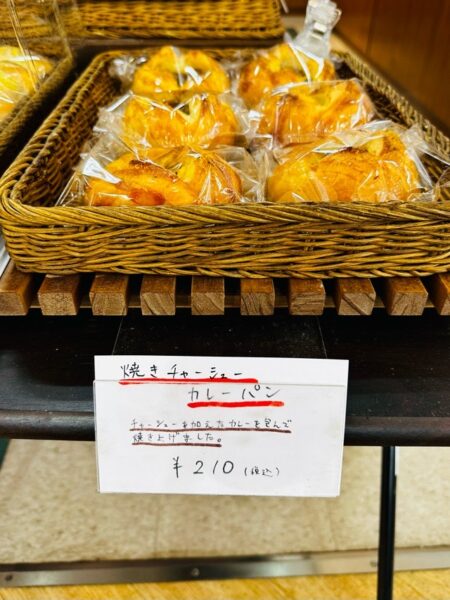 焼きチャーシュー
カレーパン
チャーシューを加えたカレーを包んで
焼き上げました。
¥210(税込)